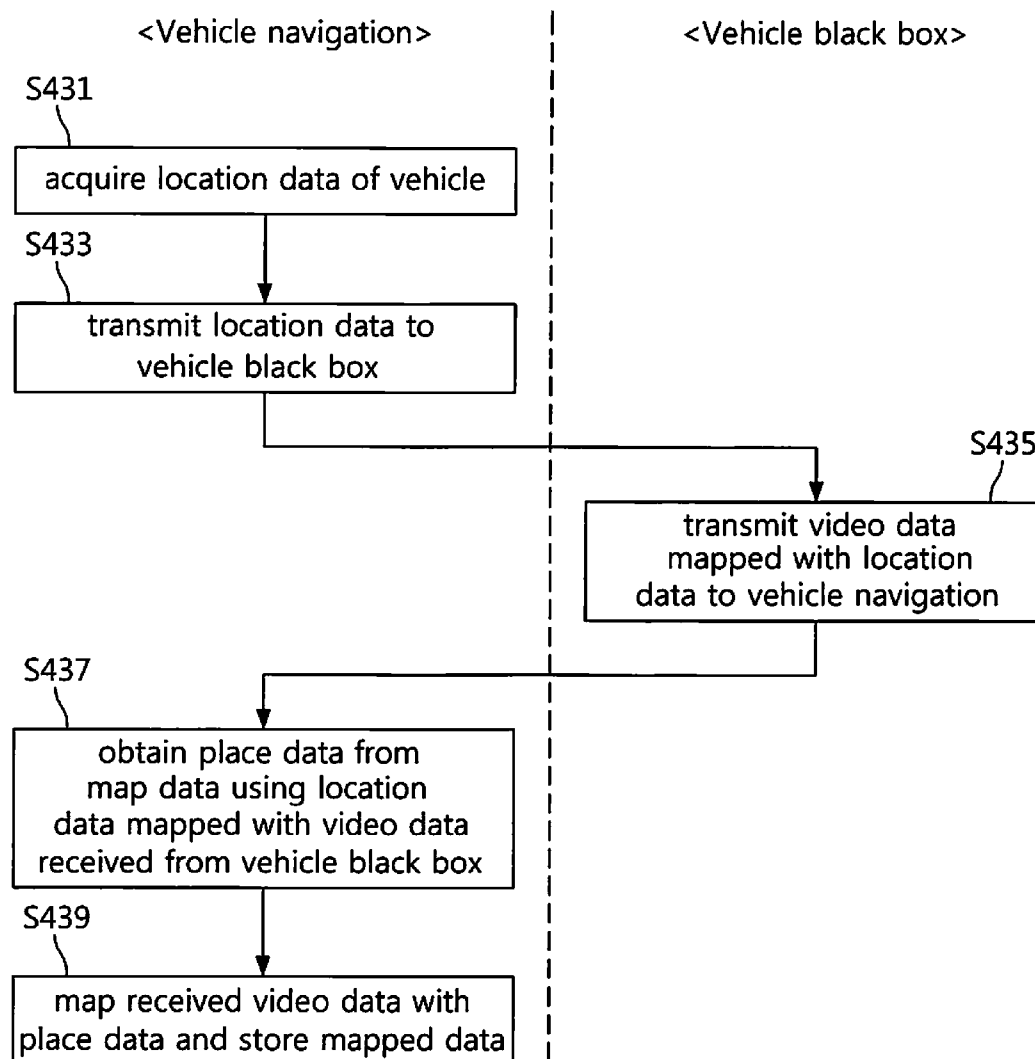 <Vehicle navigation>
<Vehicle black box>
S431
acquire location data of vehicle
S433
transmit location data to
vehicle black box
S435
transmit video data
mapped with location
data to vehicle navigation
S437
obtain place data from
map data using location
data mapped with video data
received from vehicle black box
S439
map received video data with
place data and store mapped data